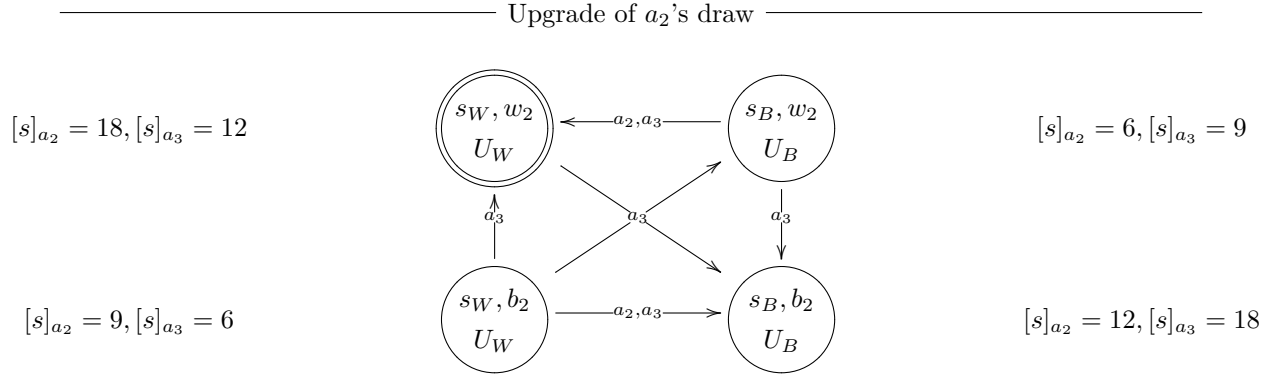 Upgrade of a₂'s draw
[s]ₐ₂ = 18, [s]ₐ₃ = 12
s_W, w₂
U_W
a₂,a₃
s_B, w₂
U_B
[s]ₐ₂ = 6, [s]ₐ₃ = 9
a₃
a₃
a₃
[s]ₐ₂ = 9, [s]ₐ₃ = 6
s_W, b₂
U_W
a₂,a₃
s_B, b₂
U_B
[s]ₐ₂ = 12, [s]ₐ₃ = 18